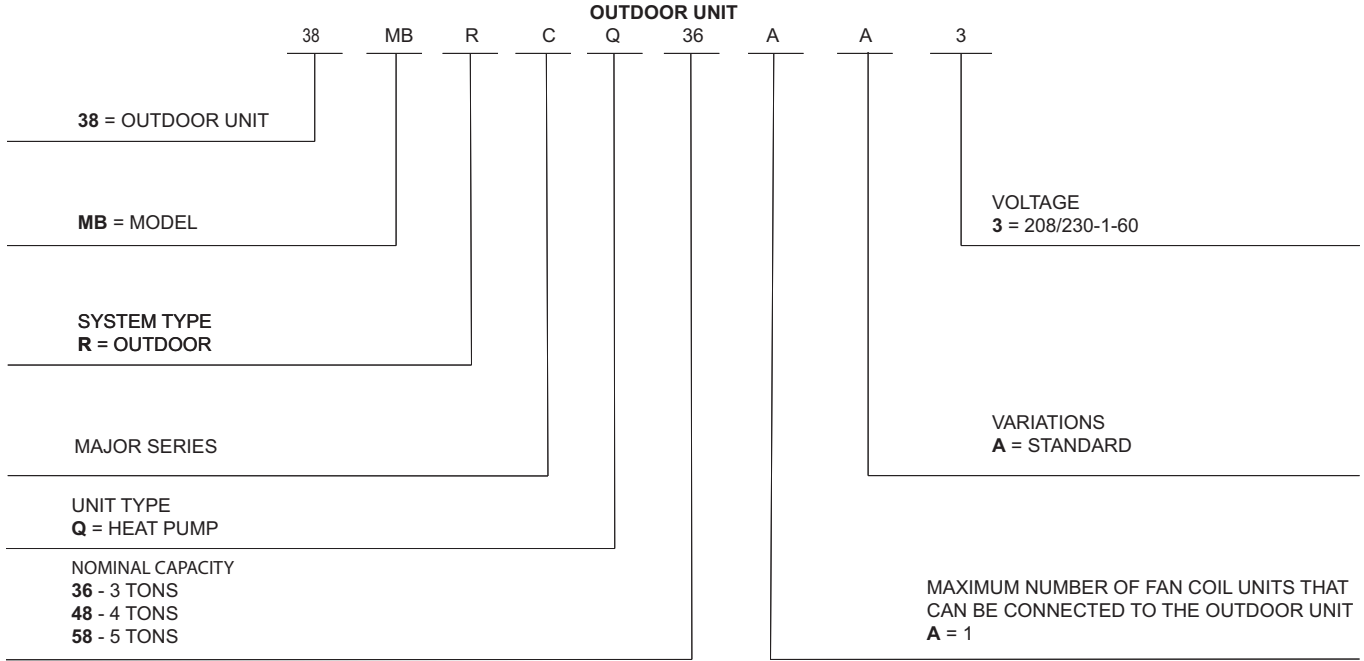 OUTDOOR UNIT
38 MB R C Q 36 A A 3
38 = OUTDOOR UNIT
MB = MODEL
SYSTEM TYPE
R = OUTDOOR
MAJOR SERIES
UNIT TYPE
Q = HEAT PUMP
NOMINAL CAPACITY
36 - 3 TONS
48 - 4 TONS
58 - 5 TONS
VOLTAGE
3 = 208/230-1-60
VARIATIONS
A = STANDARD
MAXIMUM NUMBER OF FAN COIL UNITS THAT
CAN BE CONNECTED TO THE OUTDOOR UNIT
A = 1